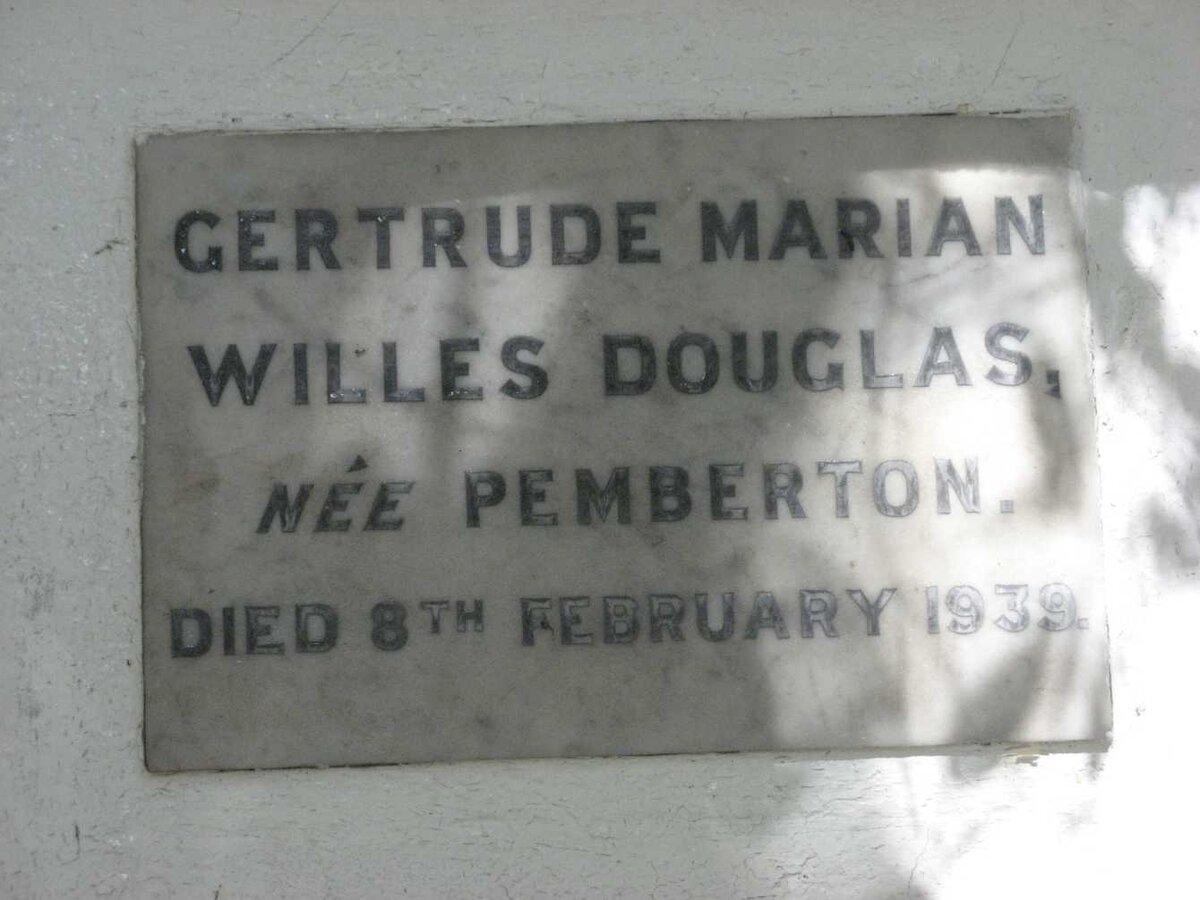 GERTRUDE MARIAN
WILLES DOUGLAS,
NÉE PEMBERTON.
DIED 8TH FEBRUARY 1939.